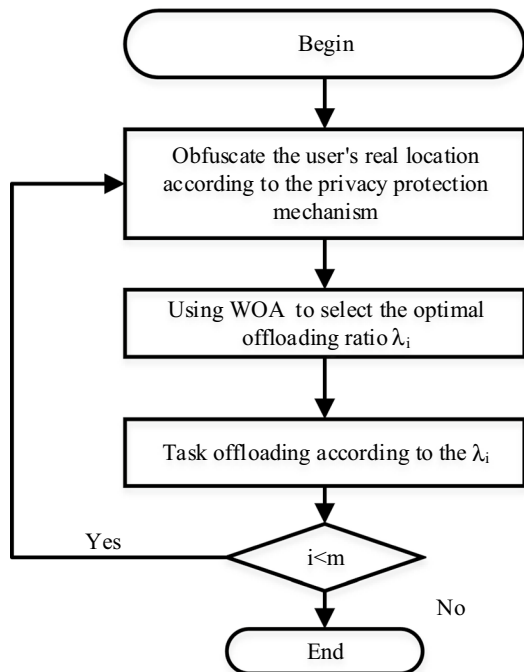 Begin
Obfuscate the user's real location
according to the privacy protection
mechanism
Using WOA to select the optimal
offloading ratio λi
Task offloading according to the λi
Yes
i<m
No
End